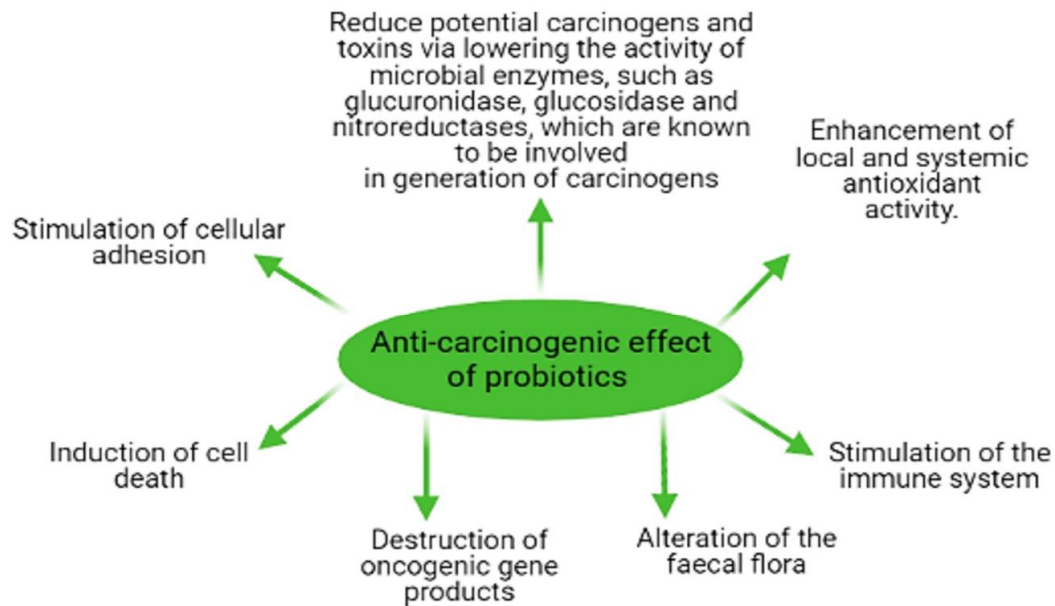 Reduce potential carcinogens and
toxins via lowering the activity of
microbial enzymes, such as
glucuronidase, glucosidase and
nitroreductases, which are known
to be involved
in generation of carcinogens
Enhancement of
local and systemic
antioxidant
activity.
Stimulation of cellular
adhesion
Anti-carcinogenic effect
of probiotics
Induction of cell
death
Stimulation of the
immune system
Destruction of
oncogenic gene
products
Alteration of the
faecal flora